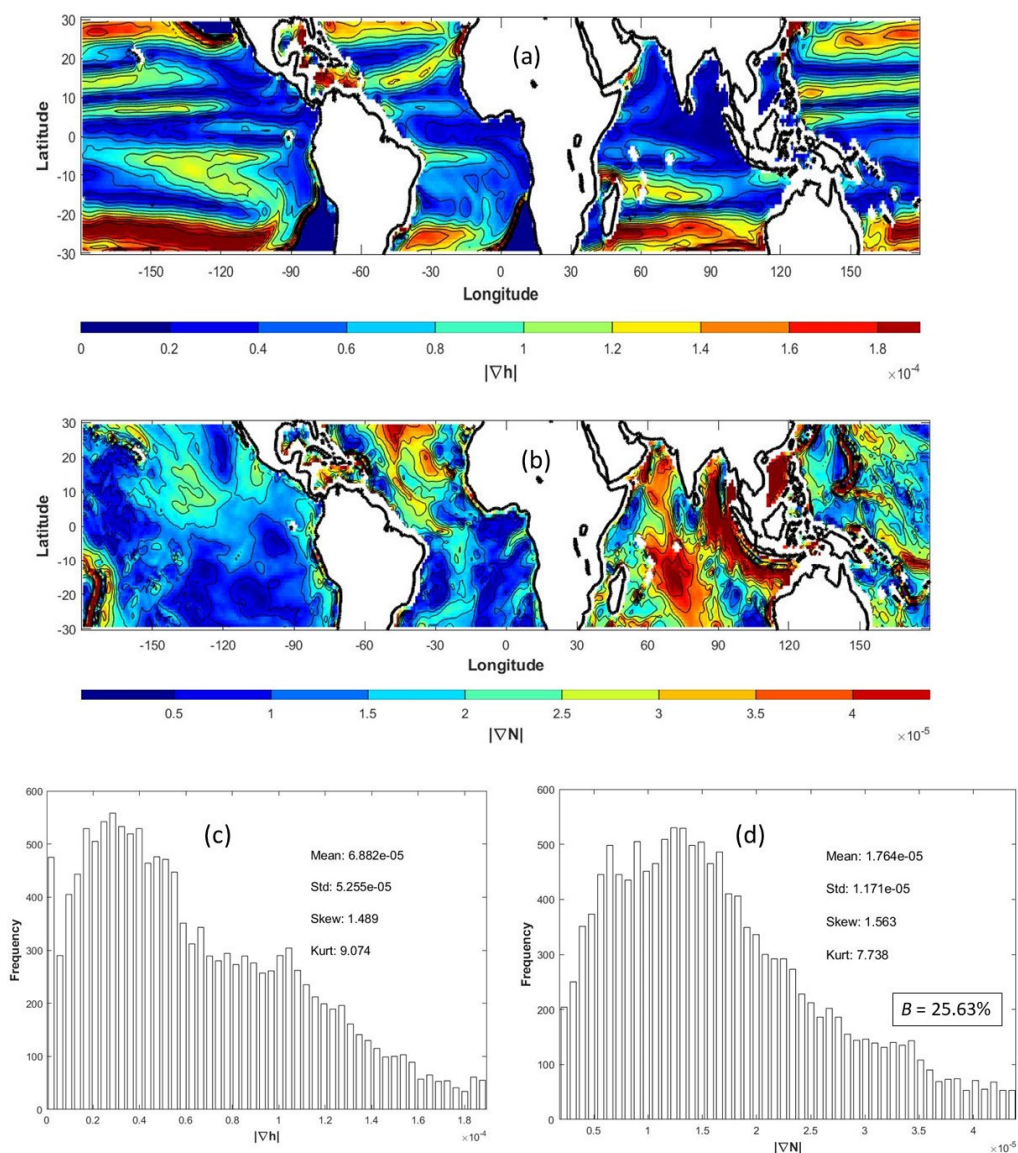 30
20
10
0
-10
-20
-30
Latitude
(a)
-150 -120 -90 -60 -30 0 30 60 90 120 150
Longitude
0 0.2 0.4 0.6 0.8 1 1.2 1.4 1.6 1.8
|∇h|
×10⁻⁴
30
20
10
0
-10
-20
-30
Latitude
(b)
-150 -120 -90 -60 -30 0 30 60 90 120 150
Longitude
0.5 1 1.5 2 2.5 3 3.5 4
|∇N|
×10⁻⁵
600
500
400
300
200
100
0
Frequency
(c)
Mean: 6.882e-05
Std: 5.255e-05
Skew: 1.489
Kurt: 9.074
0 0.2 0.4 0.6 0.8 1 1.2 1.4 1.6 1.8
|∇h|
×10⁻⁴
600
500
400
300
200
100
0
Frequency
(d)
Mean: 1.764e-05
Std: 1.171e-05
Skew: 1.563
Kurt: 7.738
B = 25.63%
0.5 1 1.5 2 2.5 3 3.5 4
|∇N|
×10⁻⁵